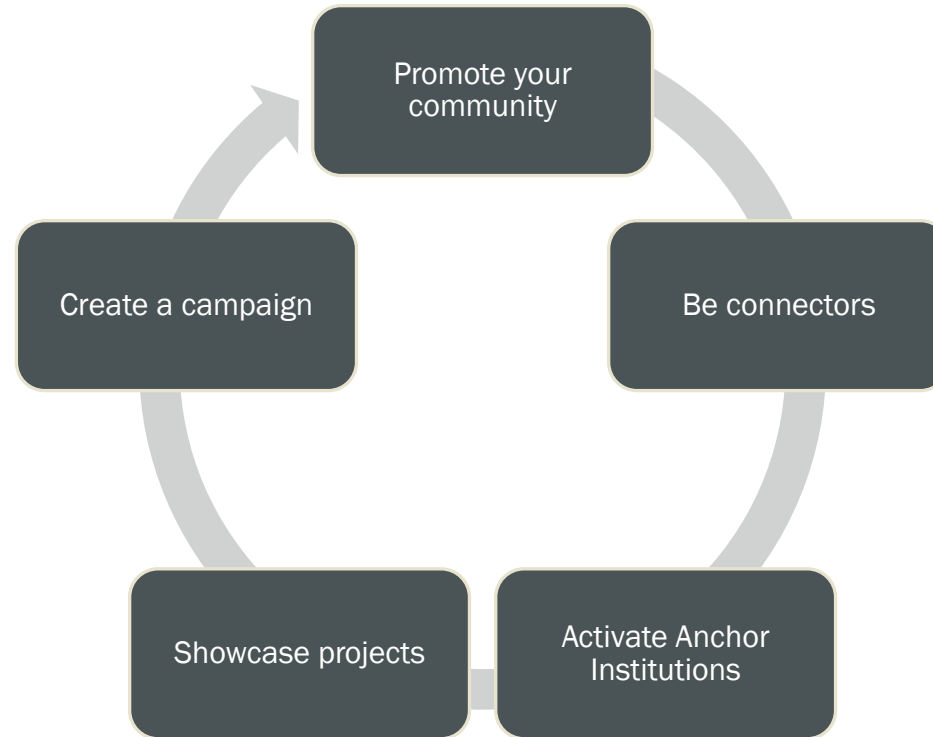 Promote your
community
Be connectors
Activate Anchor
Institutions
Showcase projects
Create a campaign